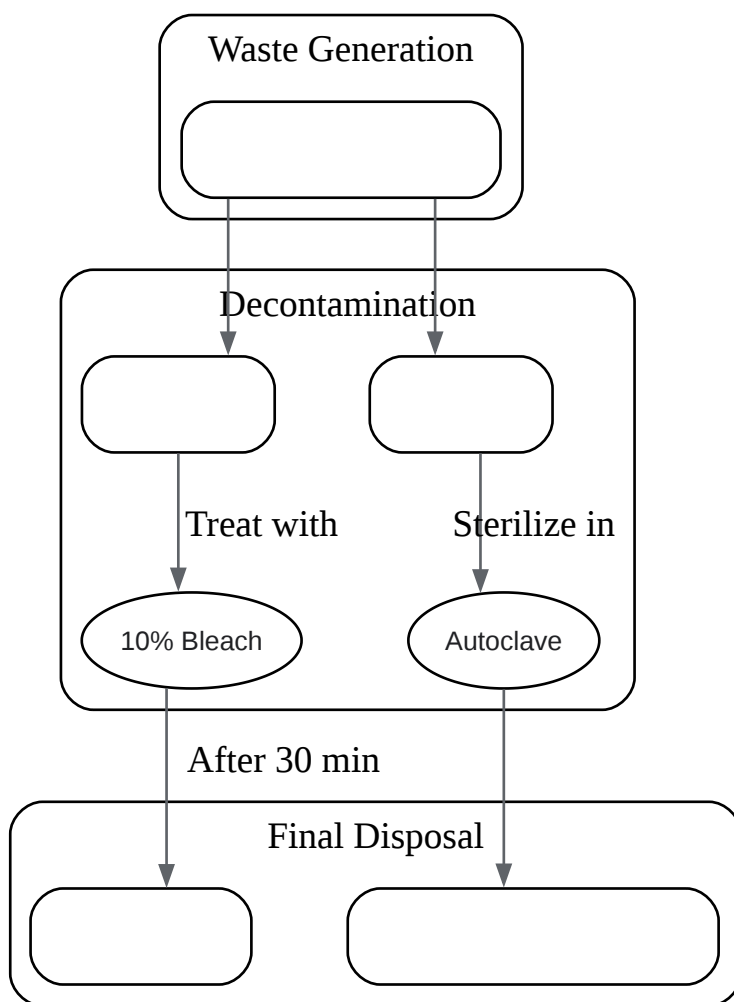 Waste Generation
Decontamination
Treat with
Sterilize in
10% Bleach
Autoclave
After 30 min
Final Disposal